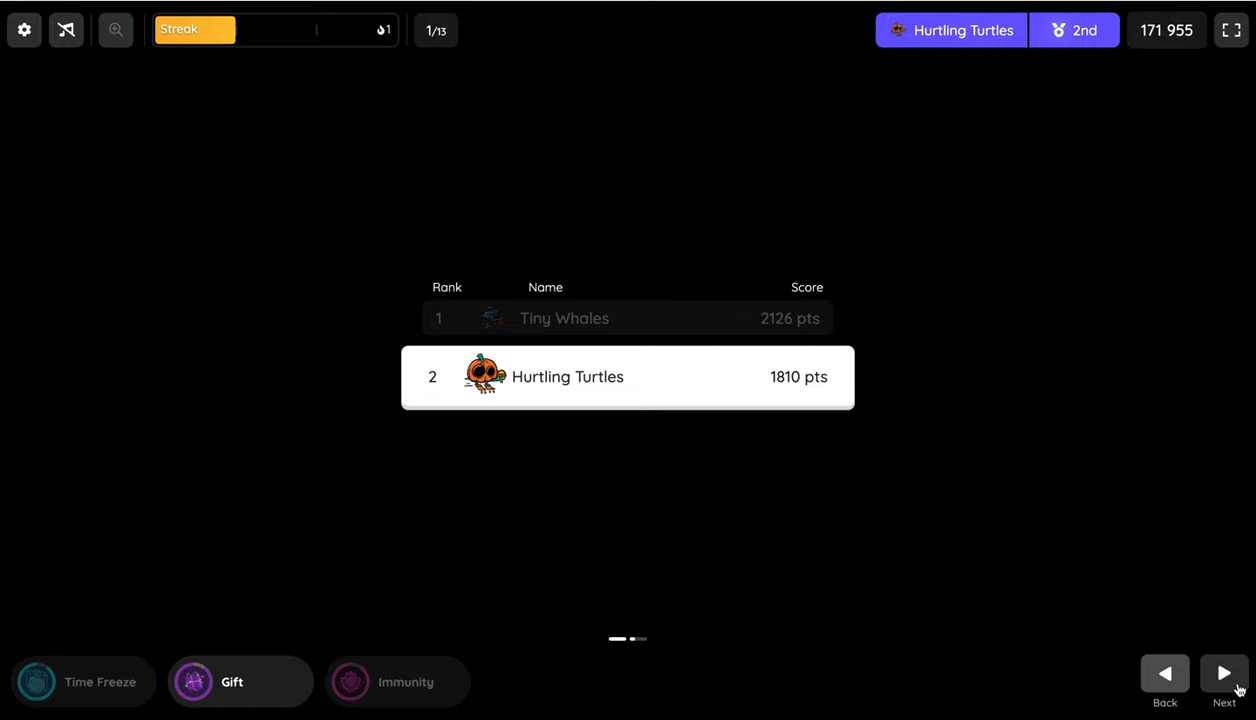 Streak 1 1/13 Hurtling Turtles 2nd 171 955
Rank Name Score
1 Tiny Whales 2126 pts
2 Hurtling Turtles 1810 pts
Time Freeze Gift Immunity
Back Next